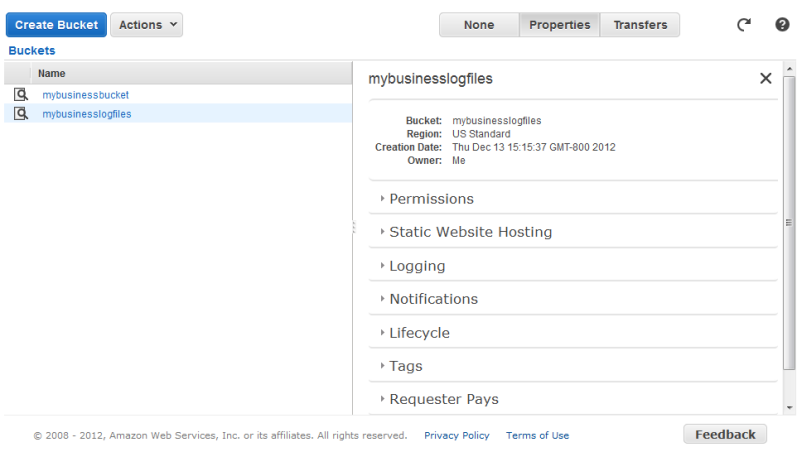 Create Bucket Actions None Properties Transfers
Buckets
Name
mybusinessbucket
mybusinesslogfiles
mybusinesslogfiles
Bucket: mybusinesslogfiles
Region: US Standard
Creation Date: Thu Dec 13 15:15:37 GMT-800 2012
Owner: Me
Permissions
Static Website Hosting
Logging
Notifications
Lifecycle
Tags
Requester Pays
© 2008 - 2012, Amazon Web Services, Inc. or its affiliates. All rights reserved. Privacy Policy Terms of Use Feedback